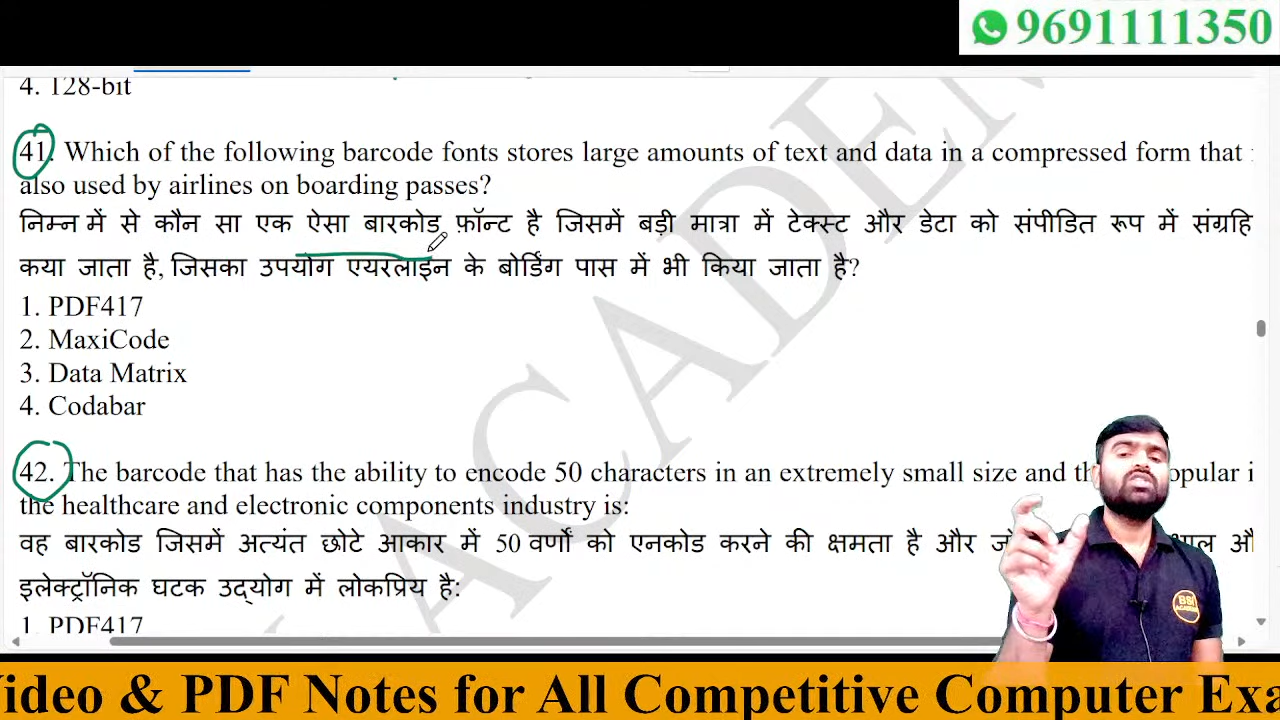 9691111350
4. 128-bit
41. Which of the following barcode fonts stores large amounts of text and data in a compressed form that
also used by airlines on boarding passes?
निम्न में से कौन सा एक ऐसा बारकोड फ़ॉन्ट है जिसमें बड़ी मात्रा में टेक्स्ट और डेटा को संपीडित रूप में संग्रहि
कया जाता है, जिसका उपयोग एयरलाइन के बोर्डिंग पास में भी किया जाता है?
1. PDF417
2. MaxiCode
3. Data Matrix
4. Codabar
42. The barcode that has the ability to encode 50 characters in an extremely small size and opular i
the healthcare and electronic components industry is:
वह बारकोड जिसमें अत्यंत छोटे आकार में 50 वर्णों को एनकोड करने की क्षमता है और
इलेक्ट्रॉनिक घटक उद्योग में लोकप्रिय है:
1. PDF417
ACADEM
BSI
ACADEMY
Video & PDF Notes for All Competitive Computer Exa